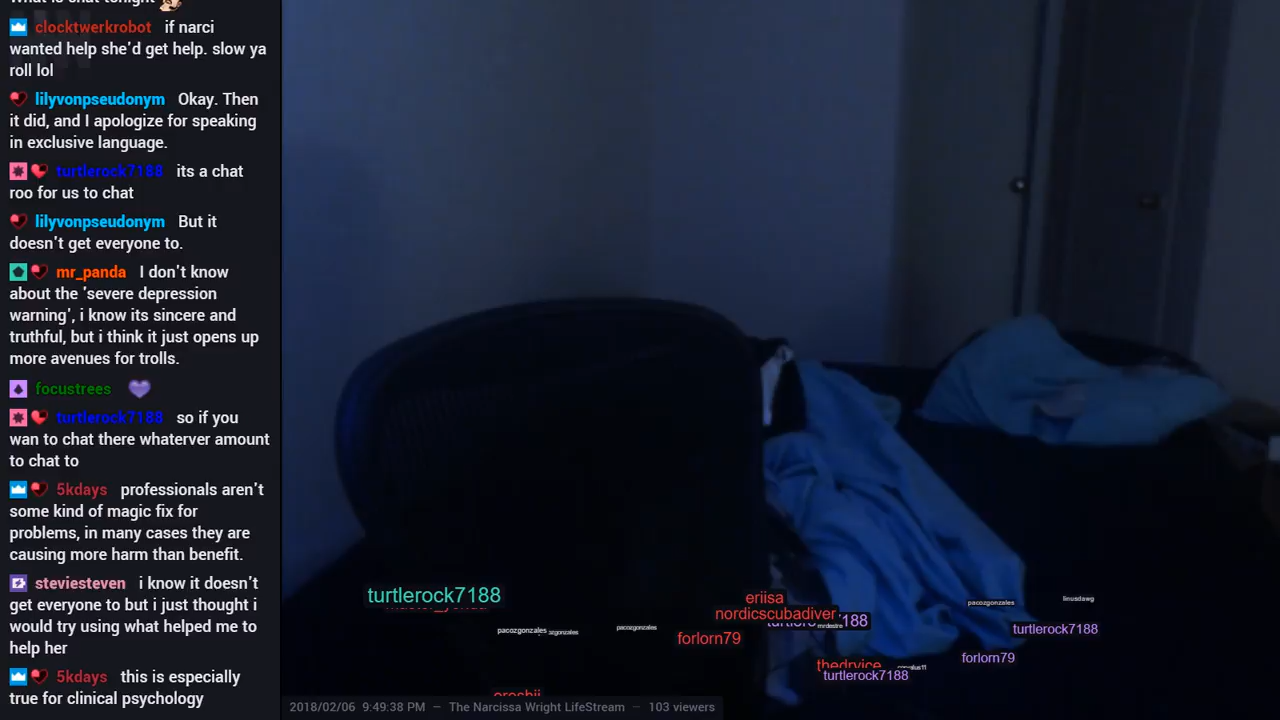 clocktwerkrobot if narci
wanted help she'd get help. slow ya
roll lol
lilyvonpseudonym Okay. Then
it did, and I apologize for speaking
in exclusive language.
turtlerock7188 its a chat
roo for us to chat
lilyvonpseudonym But it
doesn't get everyone to.
mr_panda I don't know
about the 'severe depression
warning', i know its sincere and
truthful, but i think it just opens up
more avenues for trolls.
focustrees
turtlerock7188 so if you
wan to chat there whaterver amount
to chat to
5kdays professionals aren't
some kind of magic fix for
problems, in many cases they are
causing more harm than benefit.
steviesteven i know it doesn't
get everyone to but i just thought i
would try using what helped me to
help her
5kdays this is especially
true for clinical psychology
turtlerock7188
eriisa
nordicscubadiver
188
mrdestre
pacozgonzales
linusdawg
pacozgonzales
pacozgonzales
forlorn79
turtlerock7188
forlorn79
thedrvice
turtlerock7188
2018/02/06 9:49:38 PM — The Narcissa Wright LifeStream — 103 viewers